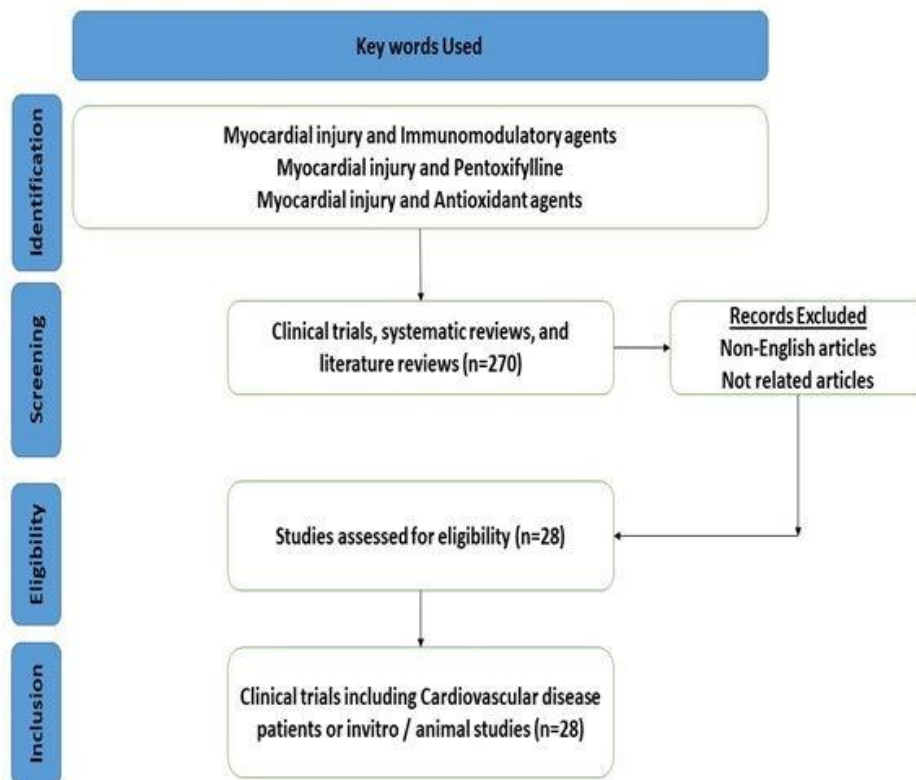 Key words Used
Identification
Myocardial injury and Immunomodulatory agents
Myocardial injury and Pentoxifylline
Myocardial injury and Antioxidant agents
Screening
Clinical trials, systematic reviews, and
literature reviews (n=270)
Records Excluded
Non-English articles
Not related articles
Eligibility
Studies assessed for eligibility (n=28)
Inclusion
Clinical trials including Cardiovascular disease
patients or invitro / animal studies (n=28)